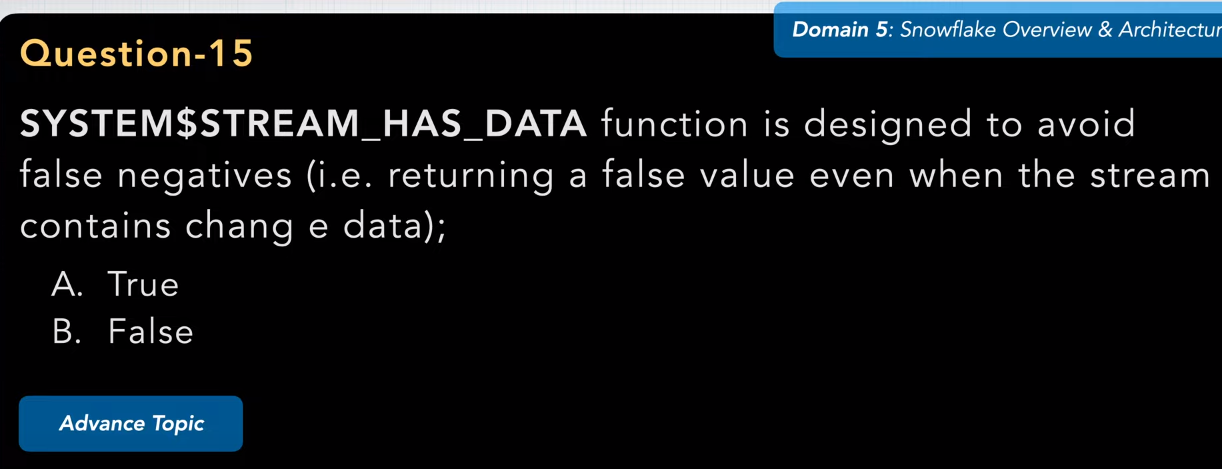 Domain 5: Snowflake Overview & Architectur
Question-15
SYSTEM$STREAM_HAS_DATA function is designed to avoid
false negatives (i.e. returning a false value even when the stream
contains chang e data);
A. True
B. False
Advance Topic